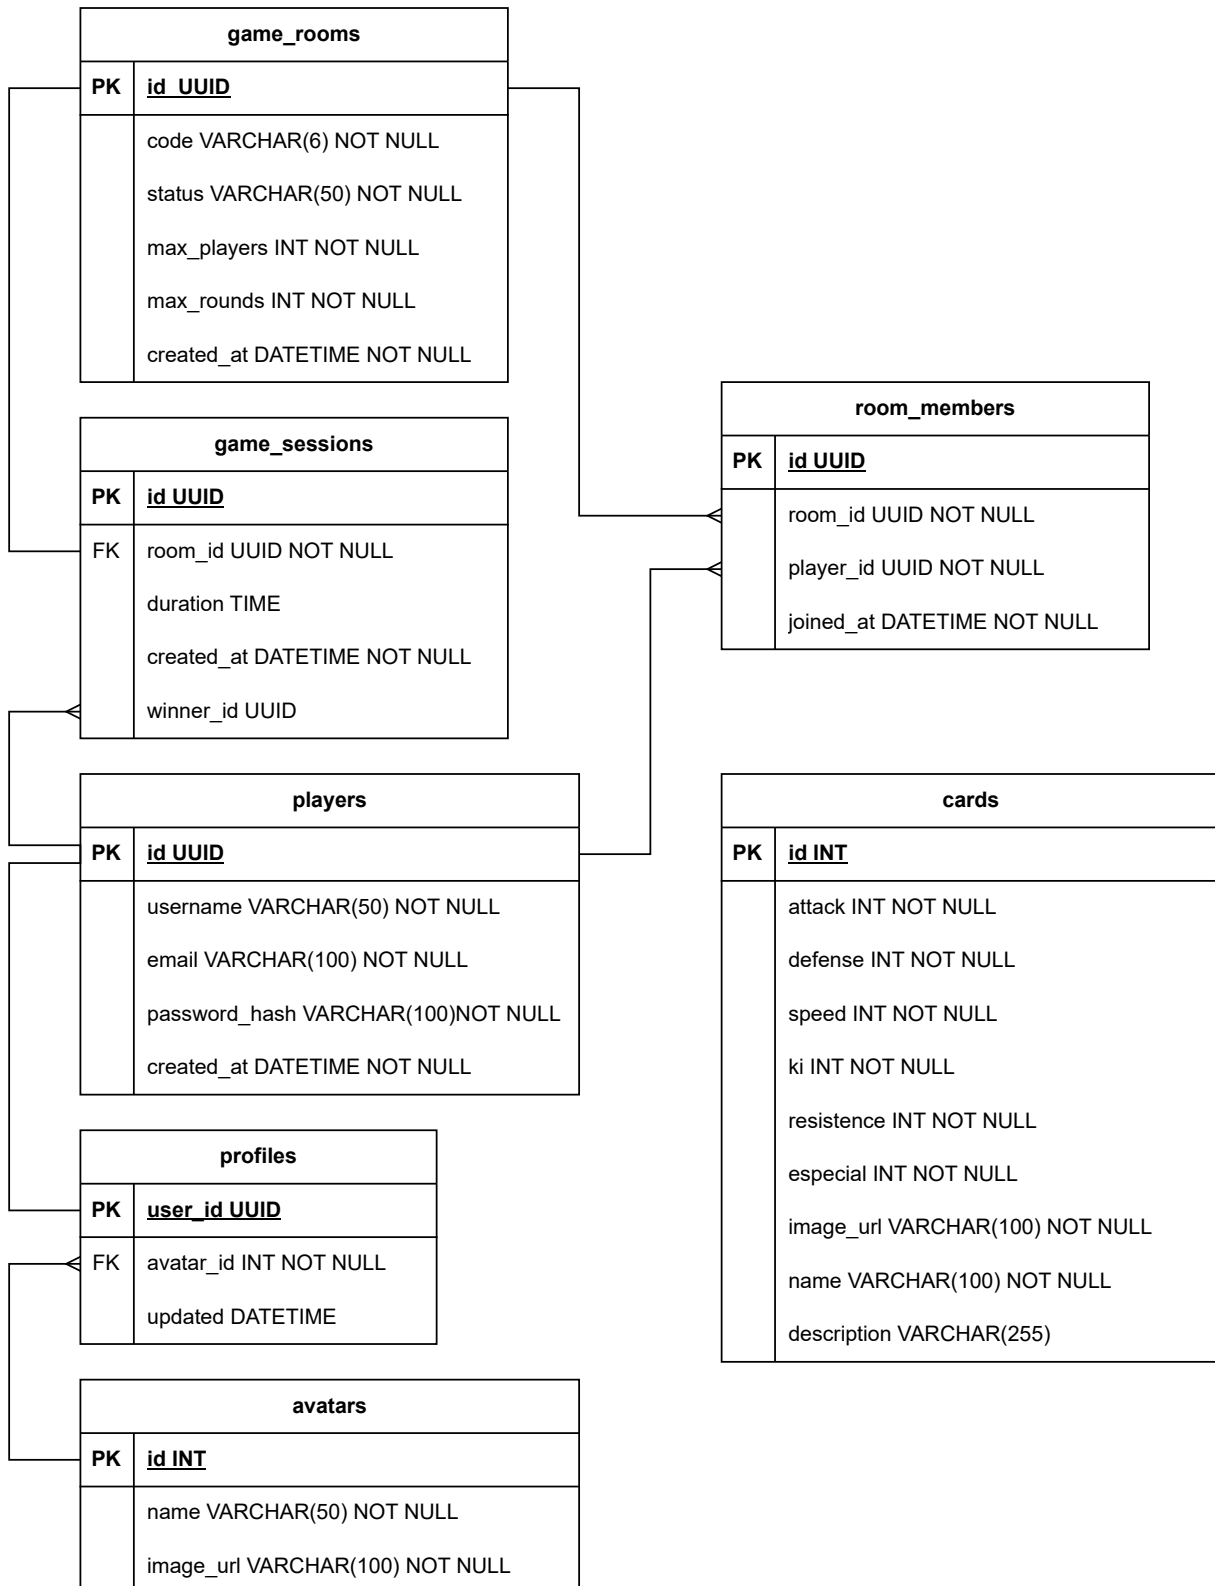 game_rooms
PK id UUID
code VARCHAR(6) NOT NULL
status VARCHAR(50) NOT NULL
max_players INT NOT NULL
max_rounds INT NOT NULL
created_at DATETIME NOT NULL
game_sessions
PK id UUID
FK room_id UUID NOT NULL
duration TIME
created_at DATETIME NOT NULL
winner_id UUID
players
PK id UUID
username VARCHAR(50) NOT NULL
email VARCHAR(100) NOT NULL
password_hash VARCHAR(100)NOT NULL
created_at DATETIME NOT NULL
profiles
PK user_id UUID
FK avatar_id INT NOT NULL
updated DATETIME
avatars
PK id INT
name VARCHAR(50) NOT NULL
image_url VARCHAR(100) NOT NULL
room_members
PK id UUID
room_id UUID NOT NULL
player_id UUID NOT NULL
joined_at DATETIME NOT NULL
cards
PK id INT
attack INT NOT NULL
defense INT NOT NULL
speed INT NOT NULL
ki INT NOT NULL
resistence INT NOT NULL
especial INT NOT NULL
image_url VARCHAR(100) NOT NULL
name VARCHAR(100) NOT NULL
description VARCHAR(255)